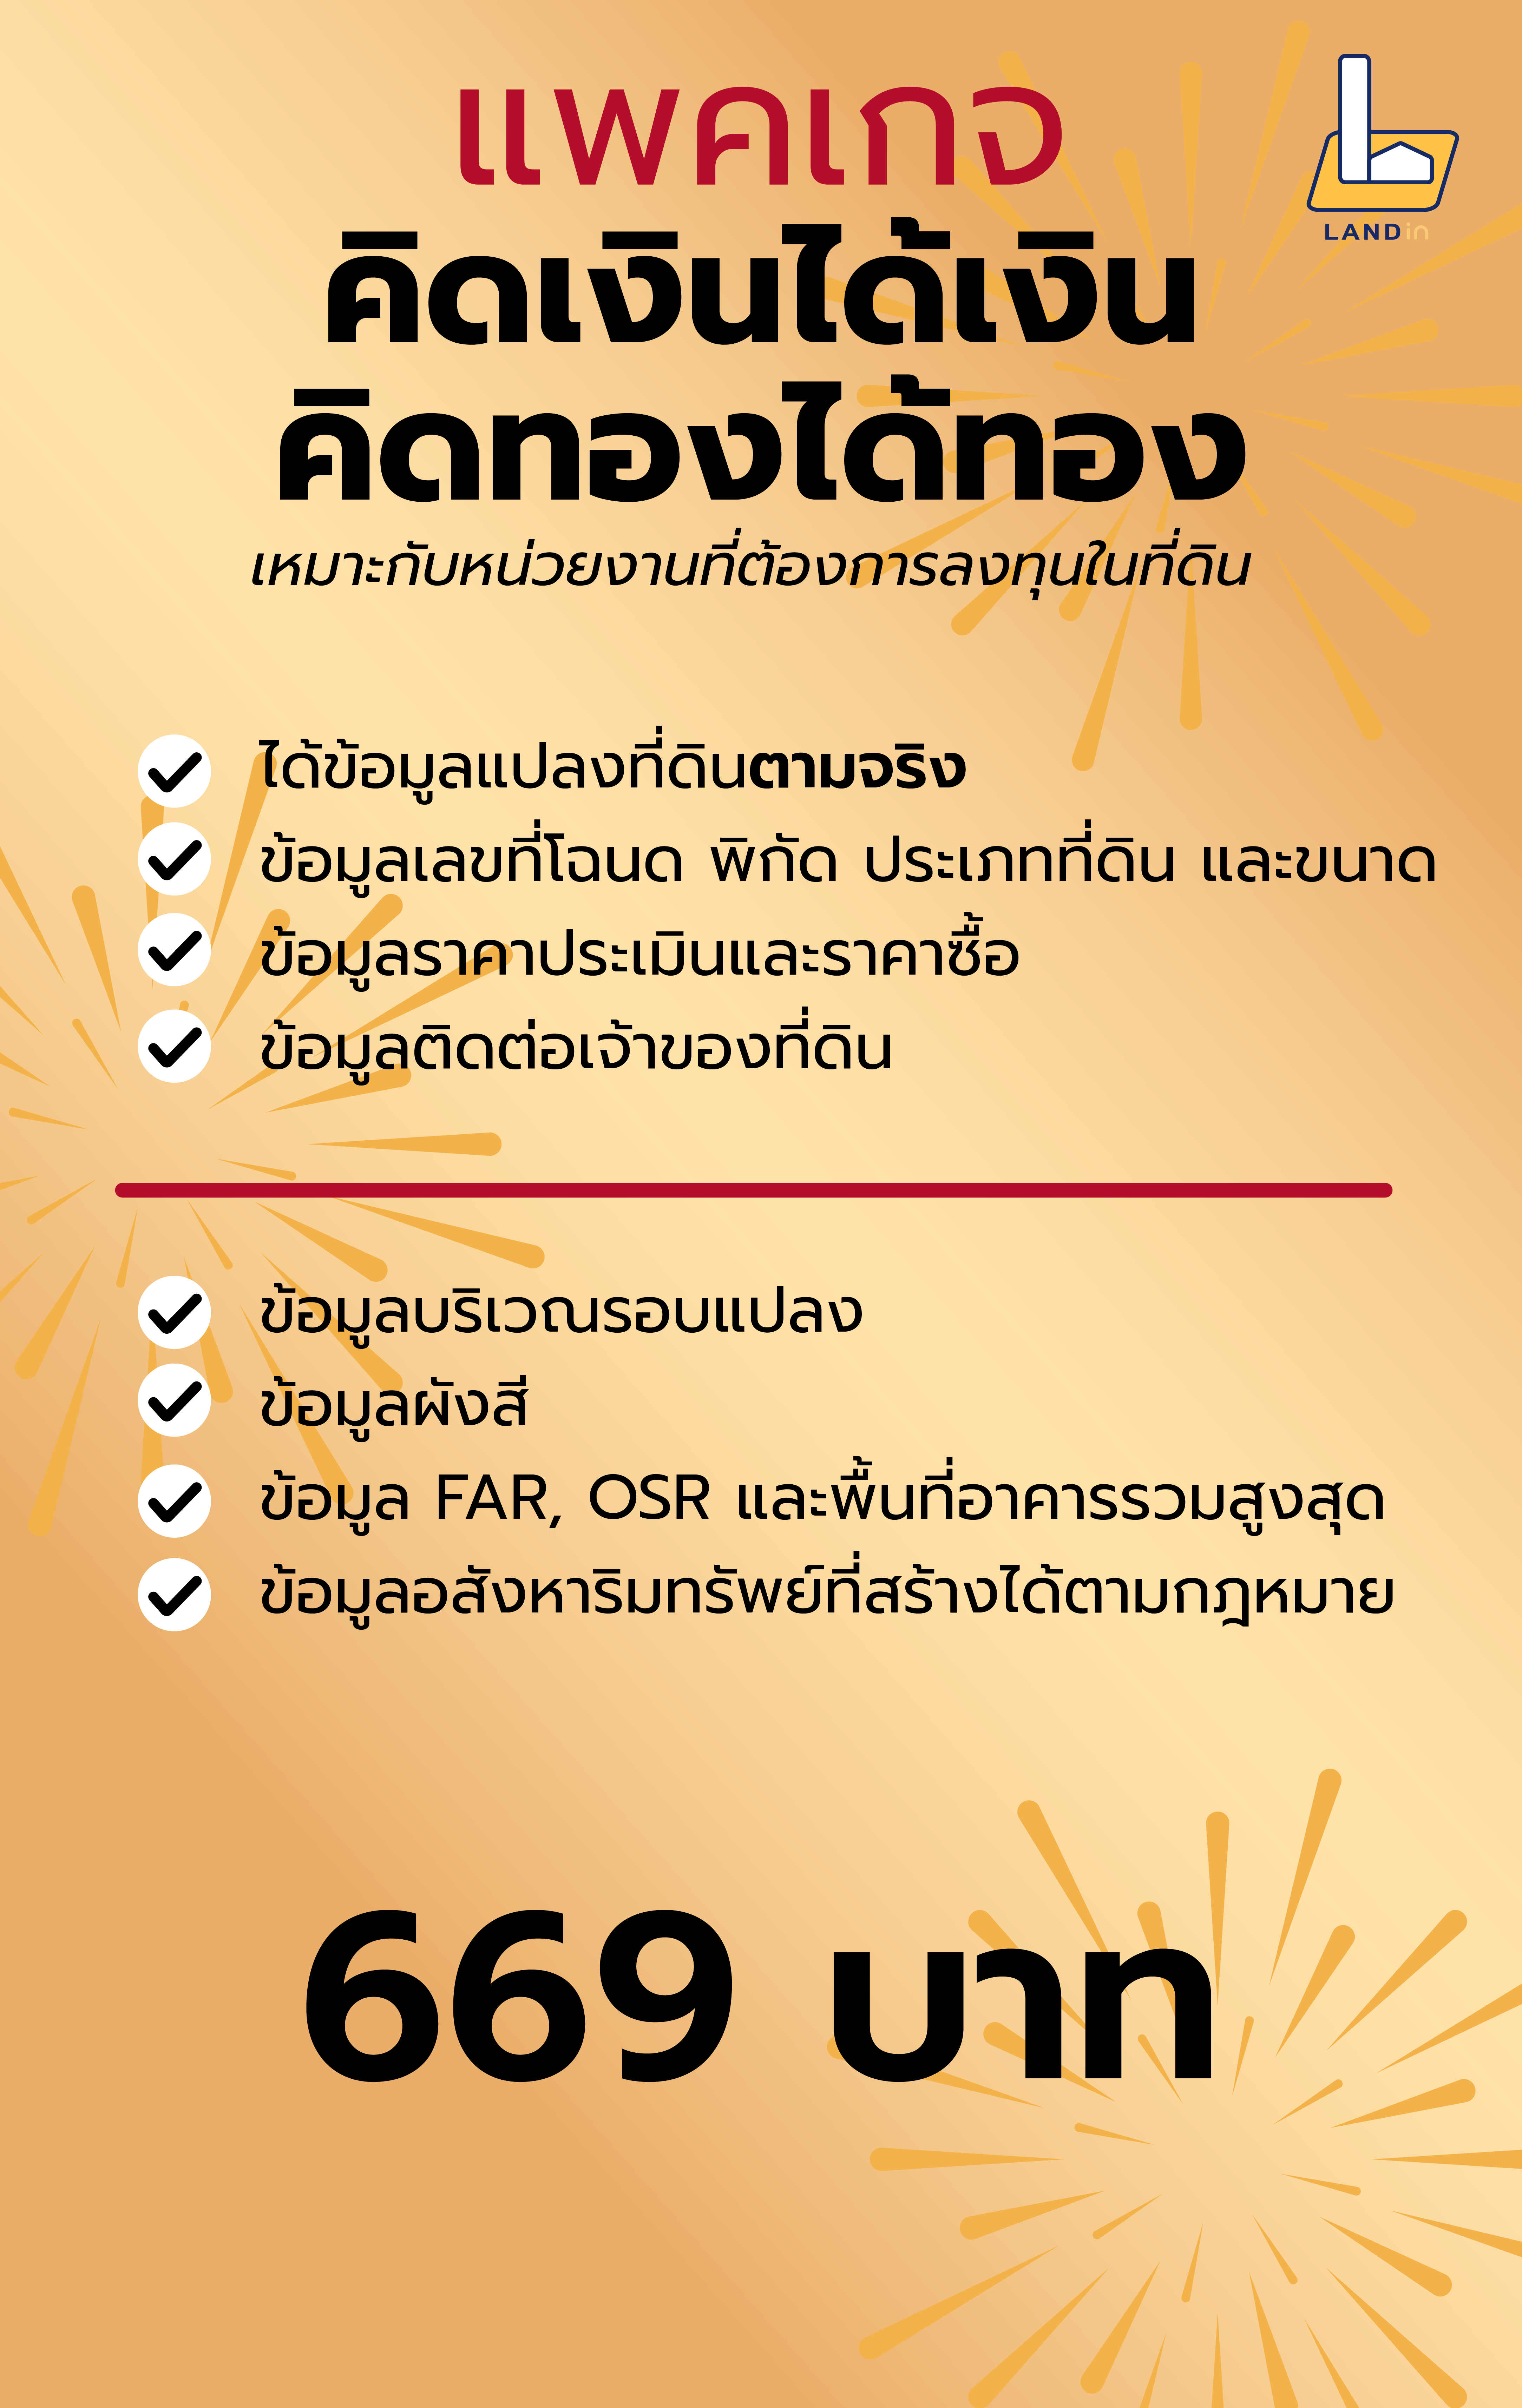 LANDin
แพคเกจ
คิดเงินได้เงิน
คิดทองได้ทอง
เหมาะกับหน่วยงานที่ต้องการลงทุนในที่ดิน
ได้ข้อมูลแปลงที่ดินตามจริง
ข้อมูลเลขที่โฉนด พิกัด ประเภทที่ดิน และขนาด
ข้อมูลราคาประเมินและราคาซื้อ
ข้อมูลติดต่อเจ้าของที่ดิน
ข้อมูลบริเวณรอบแปลง
ข้อมูลผังสี
ข้อมูล FAR, OSR และพื้นที่อาคารรวมสูงสุด
ข้อมูลอสังหาริมทรัพย์ที่สร้างได้ตามกฎหมาย
669 บาท